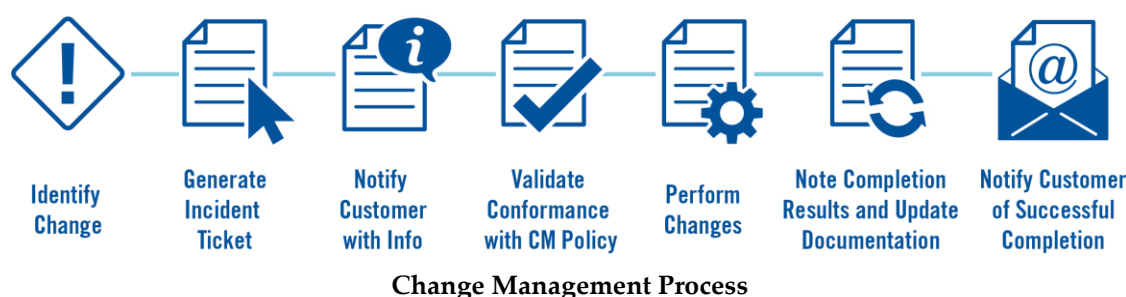 Identify
Change
Generate
Incident
Ticket
Notify
Customer
with Info
Validate
Conformance
with CM Policy
Perform
Changes
Note Completion
Results and Update
Documentation
Notify Customer
of Successful
Completion
Change Management Process